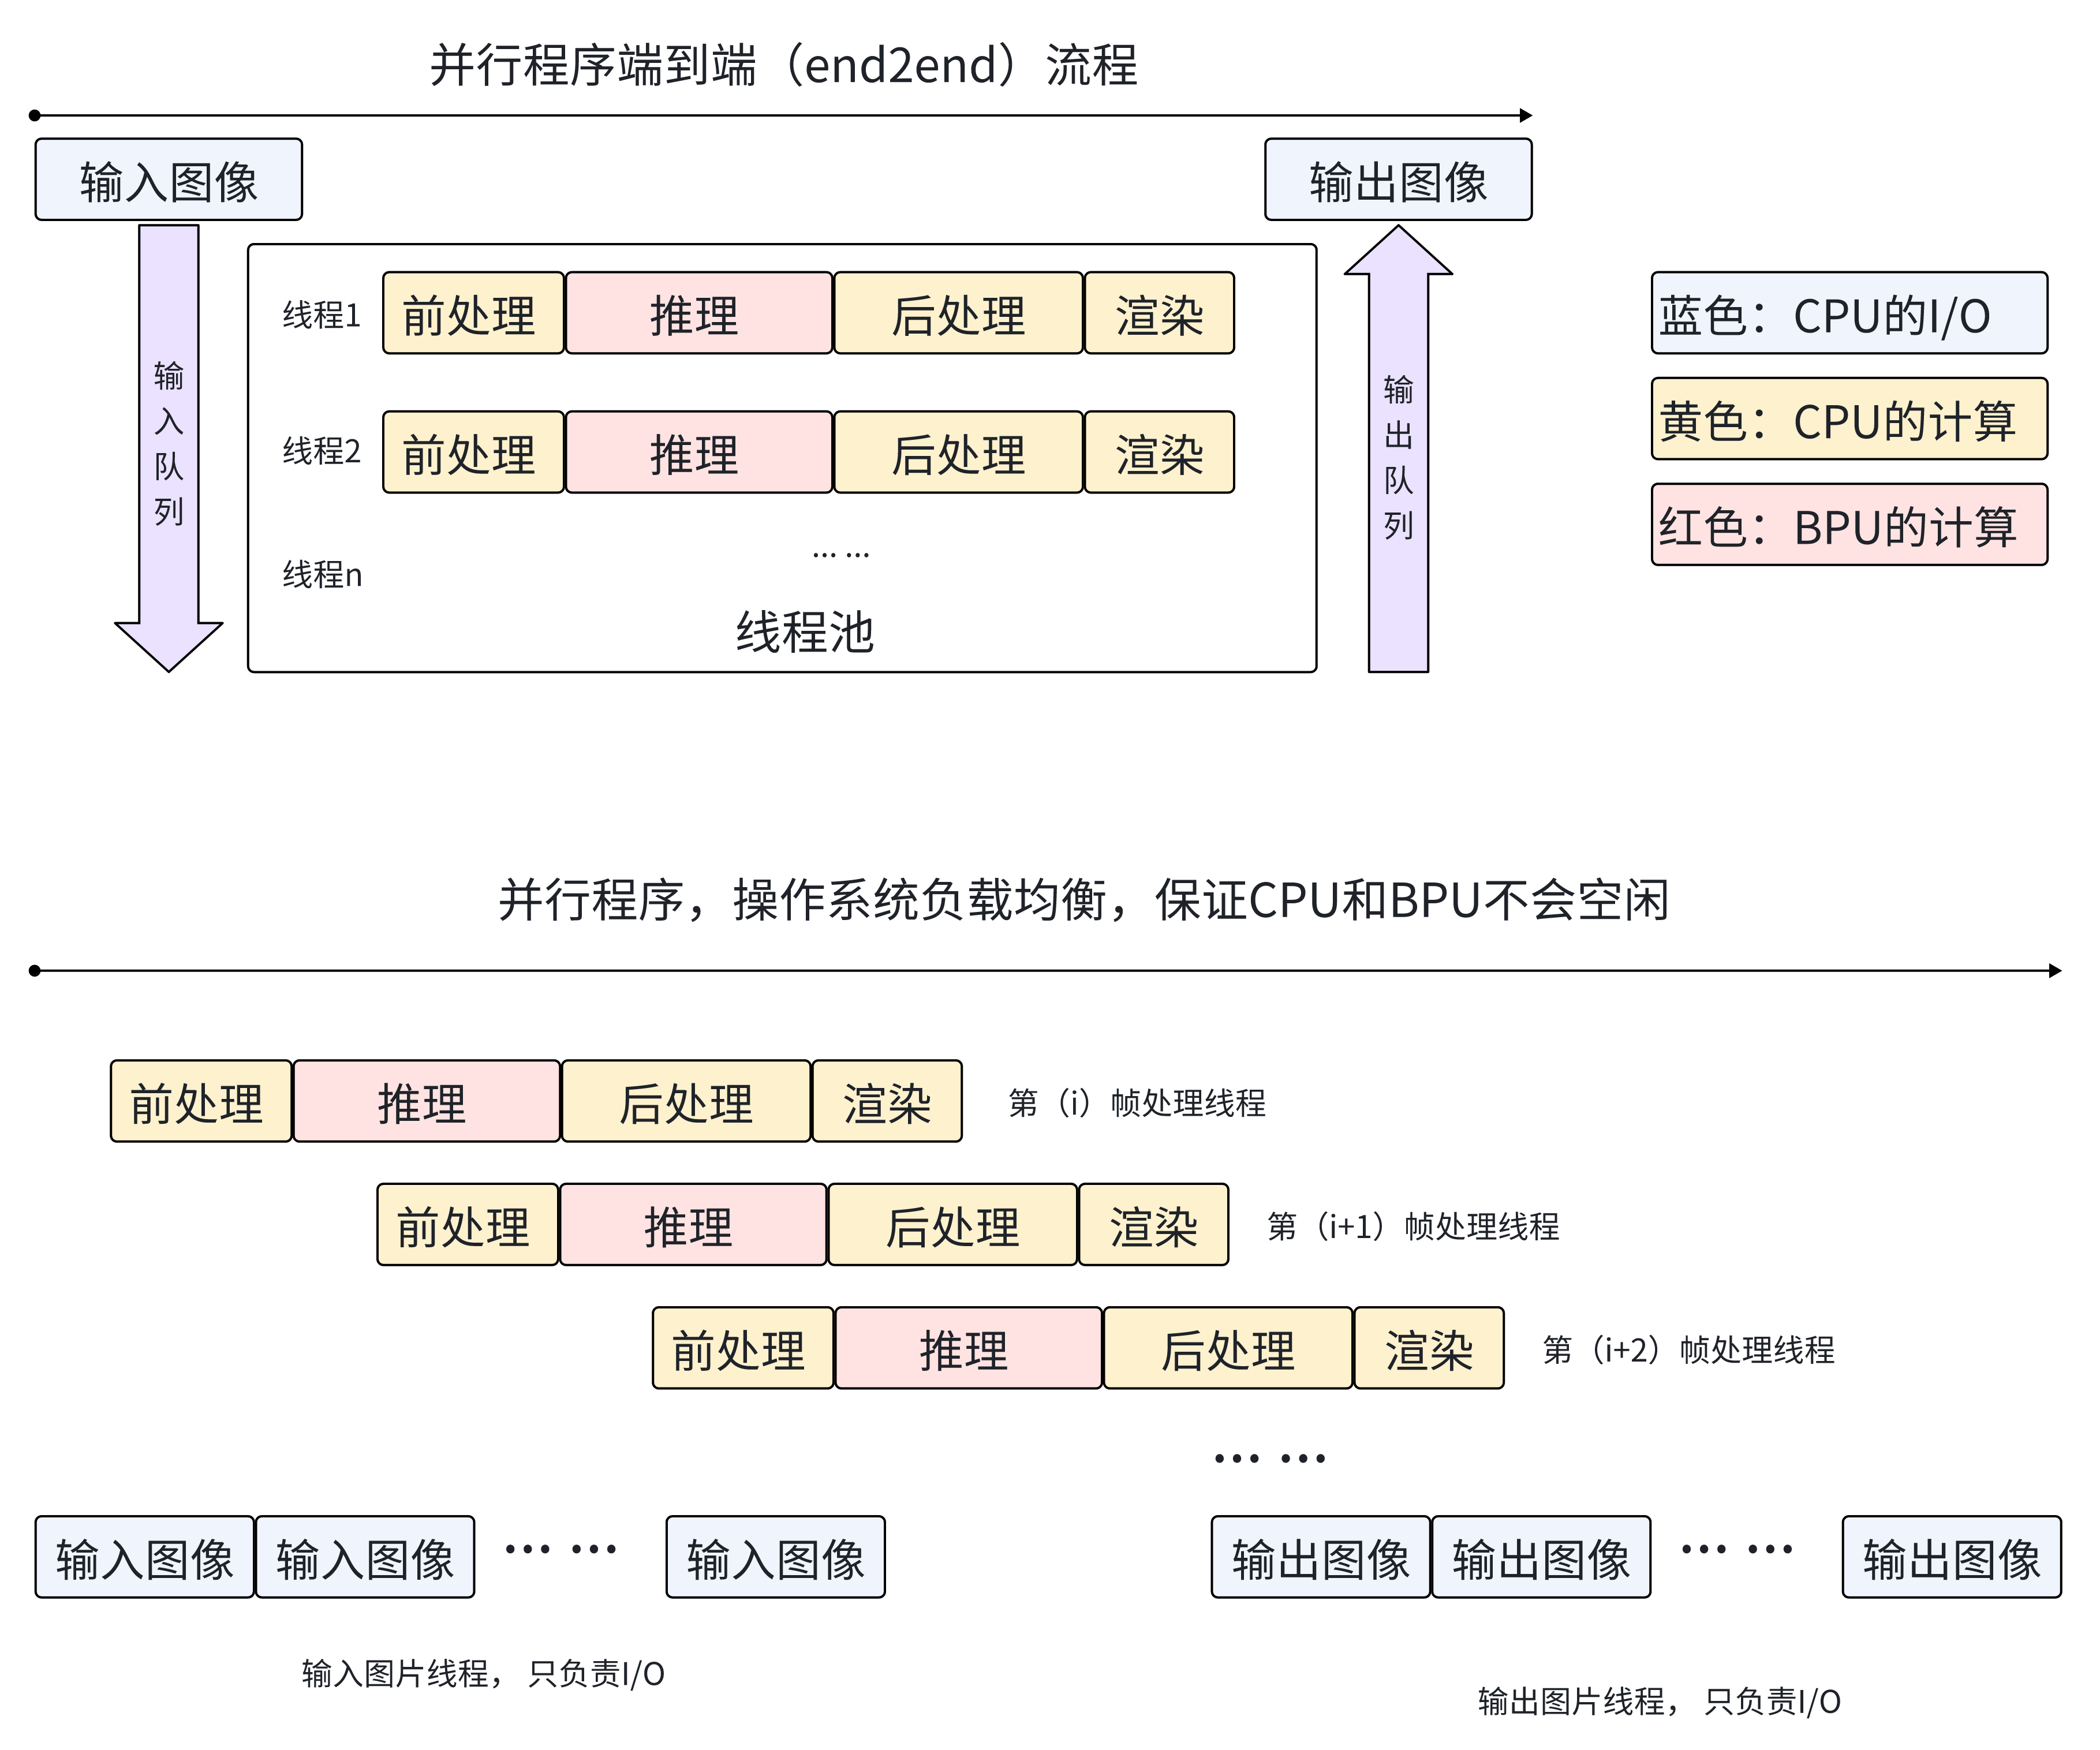 并行程序端到端（end2end）流程
输入图像
输出图像
输入队列
线程1 前处理 推理 后处理 渲染
线程2 前处理 推理 后处理 渲染
线程n ... ...
线程池
输出队列
蓝色：CPU的I/O
黄色：CPU的计算
红色：BPU的计算
并行程序，操作系统负载均衡，保证CPU和BPU不会空闲
前处理 推理 后处理 渲染 第（i）帧处理线程
前处理 推理 后处理 渲染 第（i+1）帧处理线程
前处理 推理 后处理 渲染 第（i+2）帧处理线程
... ...
输入图像 输入图像 ... ... 输入图像 输出图像 输出图像 ... ... 输出图像
输入图片线程， 只负责I/O
输出图片线程， 只负责I/O